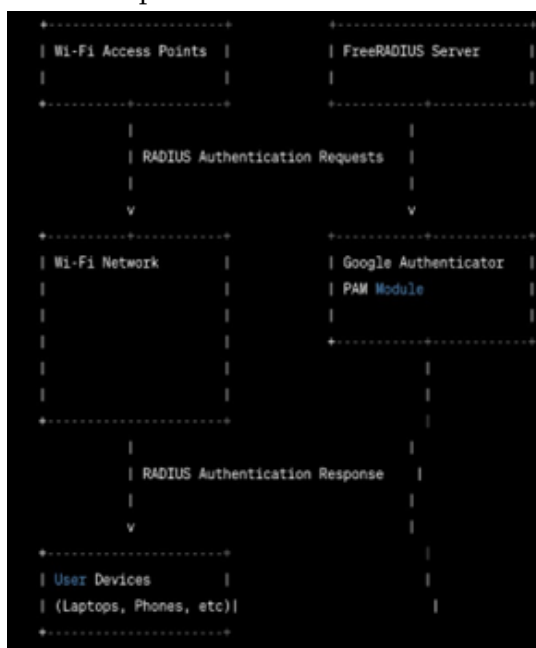 Wi-Fi Access Points
FreeRADIUS Server
RADIUS Authentication Requests
Wi-Fi Network
Google Authenticator
PAM Module
RADIUS Authentication Response
User Devices
(Laptops, Phones, etc)